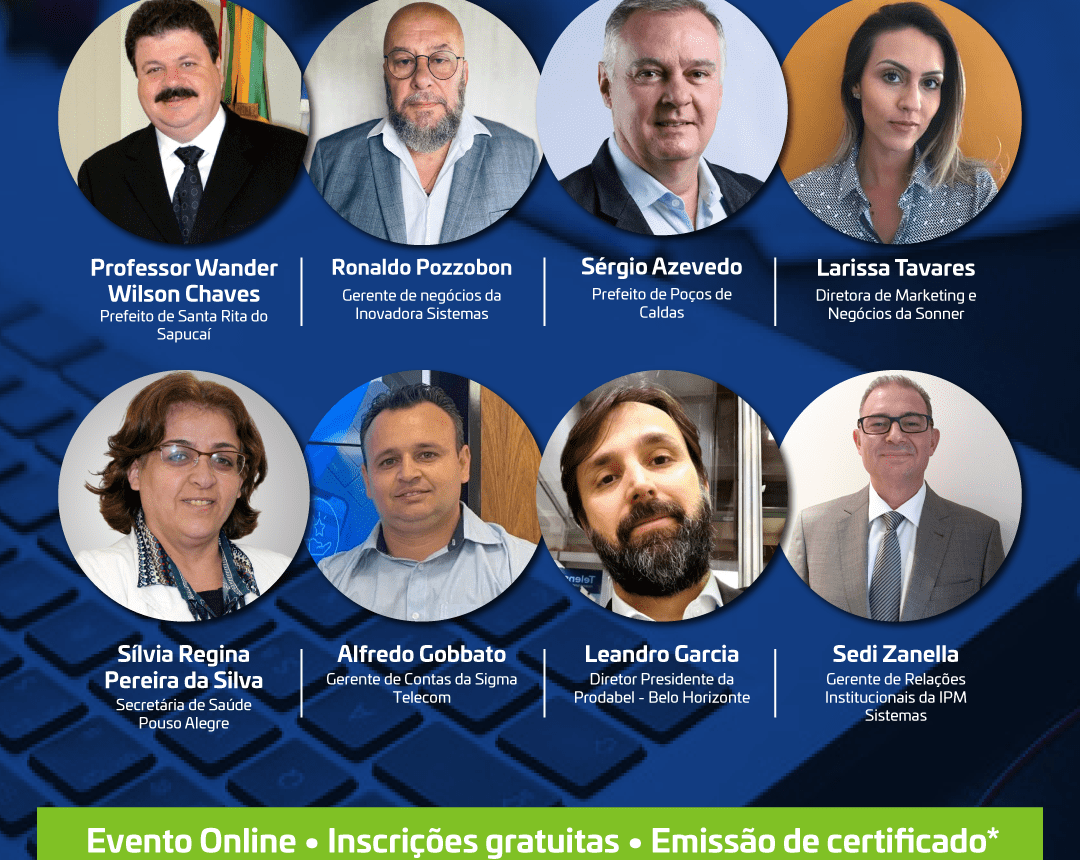 Professor Wander
Wilson Chaves
Prefeito de Santa Rita do
Sapucaí
Ronaldo Pozzobon
Gerente de negócios da
Inovadora Sistemas
Sérgio Azevedo
Prefeito de Poços de
Caldas
Larissa Tavares
Diretora de Marketing e
Negócios da Sonner
Sílvia Regina
Pereira da Silva
Secretária de Saúde
Pouso Alegre
Alfredo Gobbato
Gerente de Contas da Sigma
Telecom
Leandro Garcia
Diretor Presidente da
Prodabel - Belo Horizonte
Sedi Zanella
Gerente de Relações
Institucionais da IPM
Sistemas
Evento Online • Inscrições gratuitas • Emissão de certificado*